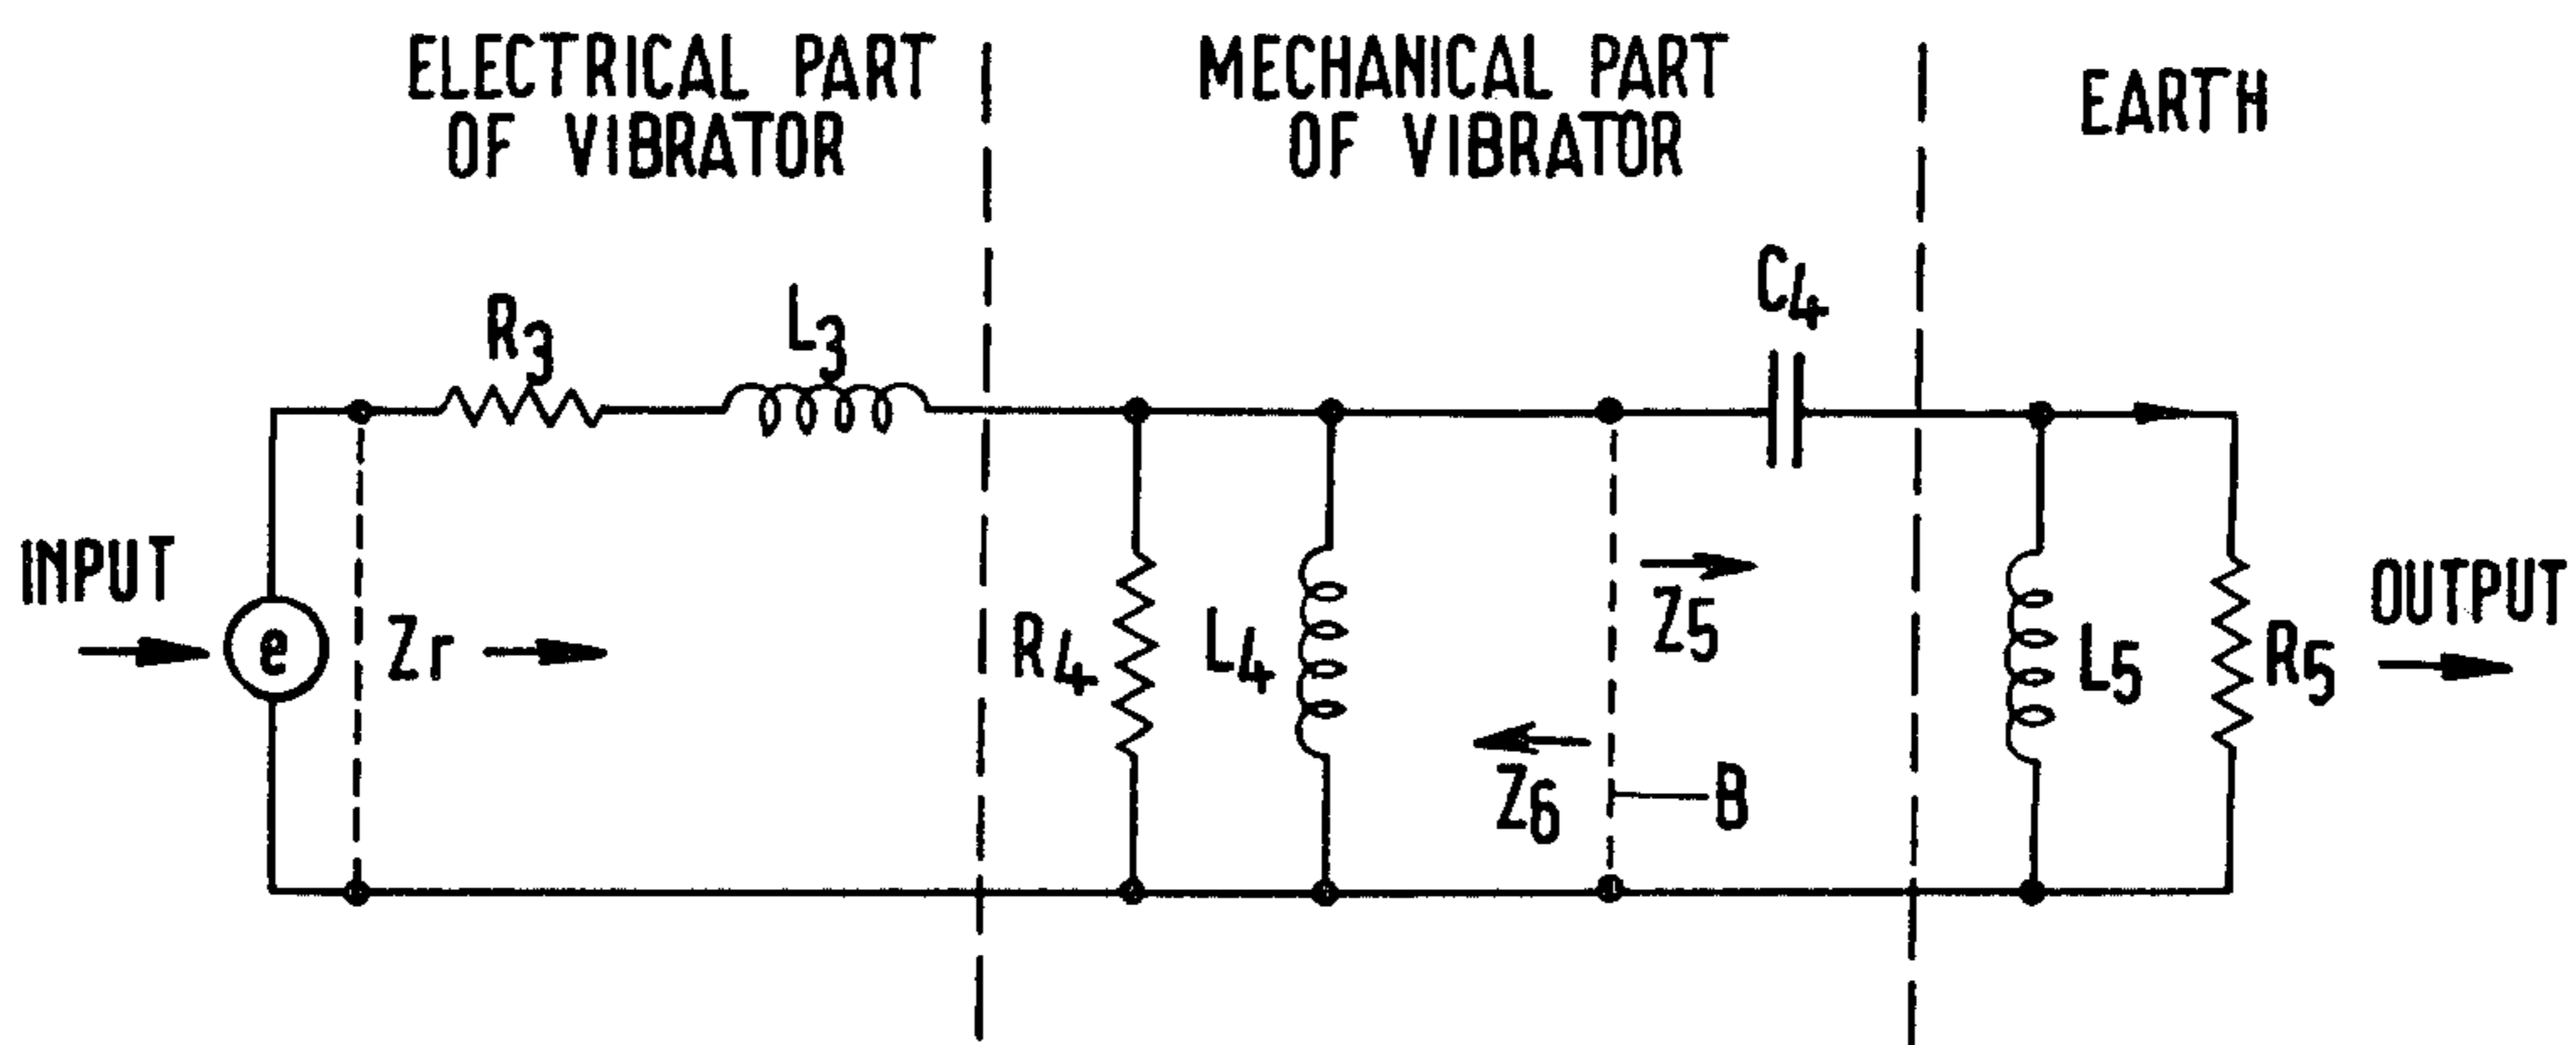 ELECTRICAL PART
OF VIBRATOR
MECHANICAL PART
OF VIBRATOR
EARTH
R3
L3
C4
INPUT
e
Zr
R4
L4
Z5
Z6
B
L5
R5
OUTPUT